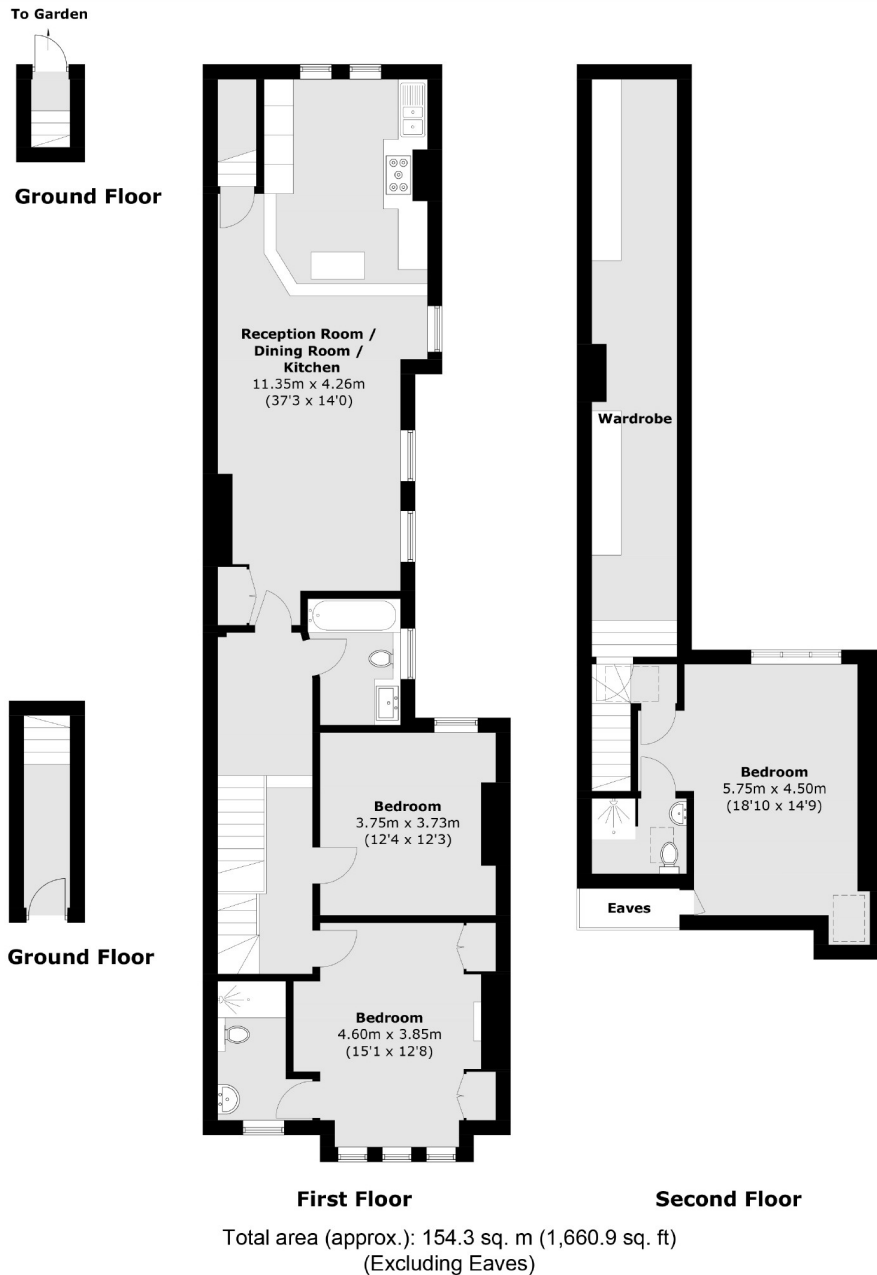 To Garden
Ground Floor
Reception Room /
Dining Room /
Kitchen
11.35m x 4.26m
(37'3 x 14'0)
Wardrobe
Bedroom
3.75m x 3.73m
(12'4 x 12'3)
Bedroom
5.75m x 4.50m
(18'10 x 14'9)
Eaves
Ground Floor
Bedroom
4.60m x 3.85m
(15'1 x 12'8)
First Floor
Second Floor
Total area (approx.): 154.3 sq. m (1,660.9 sq. ft)
(Excluding Eaves)